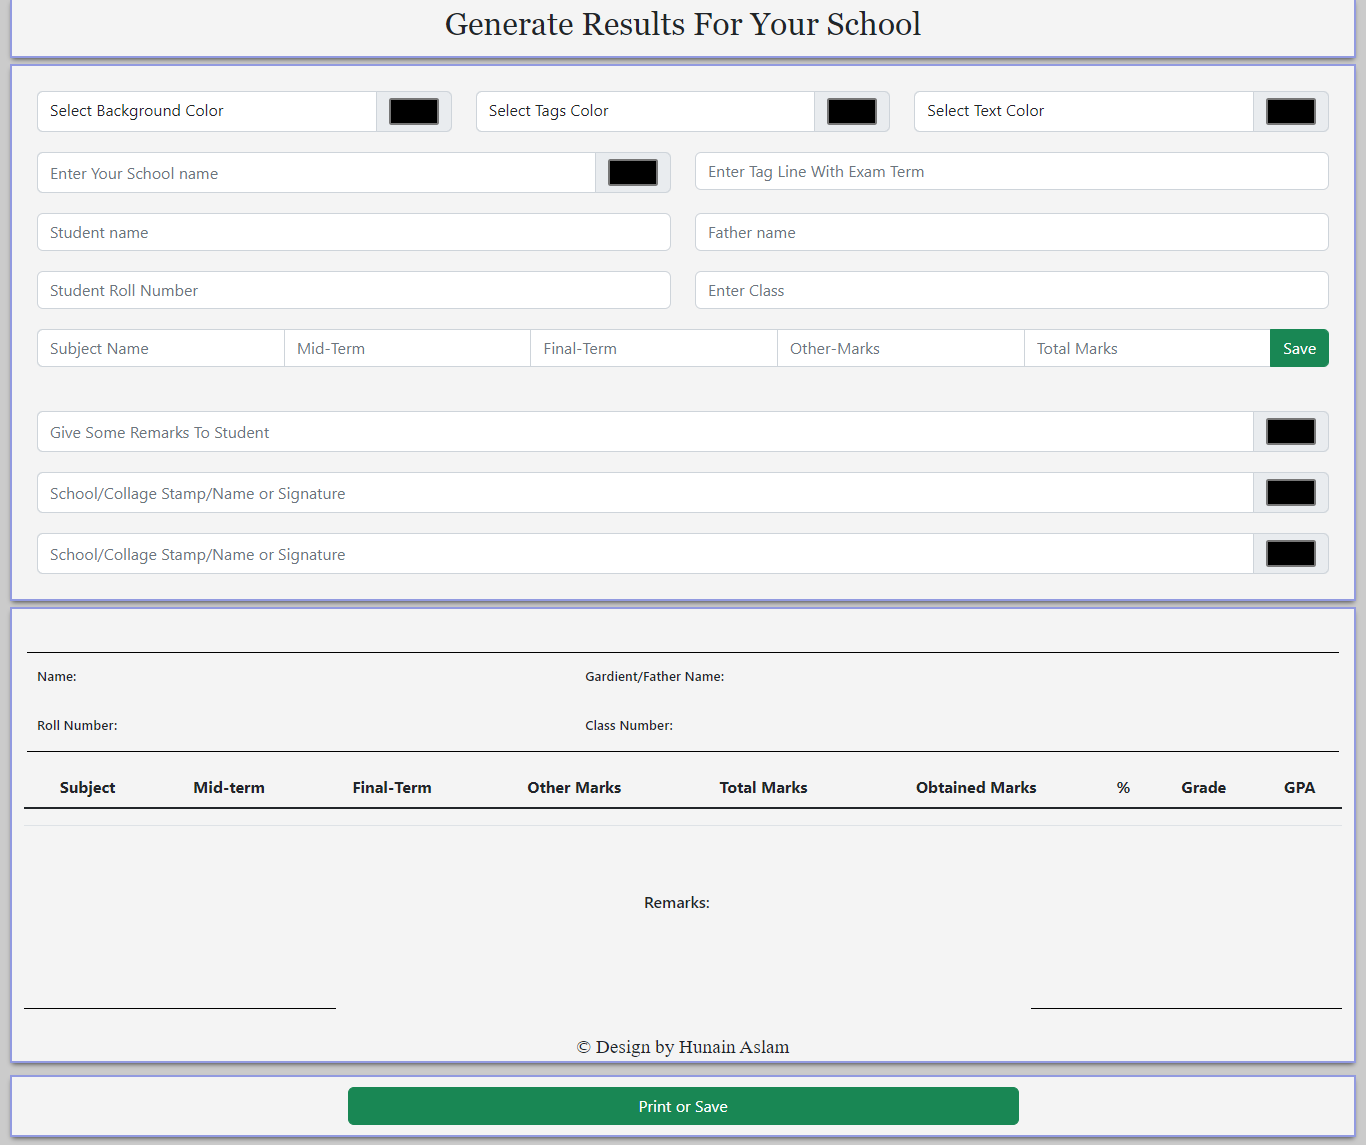 Generate Results For Your School
Select Background Color
Select Tags Color
Select Text Color
Enter Your School name
Enter Tag Line With Exam Term
Student name
Father name
Student Roll Number
Enter Class
Subject Name
Mid-Term
Final-Term
Other-Marks
Total Marks
Save
Give Some Remarks To Student
School/Collage Stamp/Name or Signature
School/Collage Stamp/Name or Signature
Name:
Gardient/Father Name:
Roll Number:
Class Number:
Subject Mid-term Final-Term Other Marks Total Marks Obtained Marks % Grade GPA
Remarks:
© Design by Hunain Aslam
Print or Save